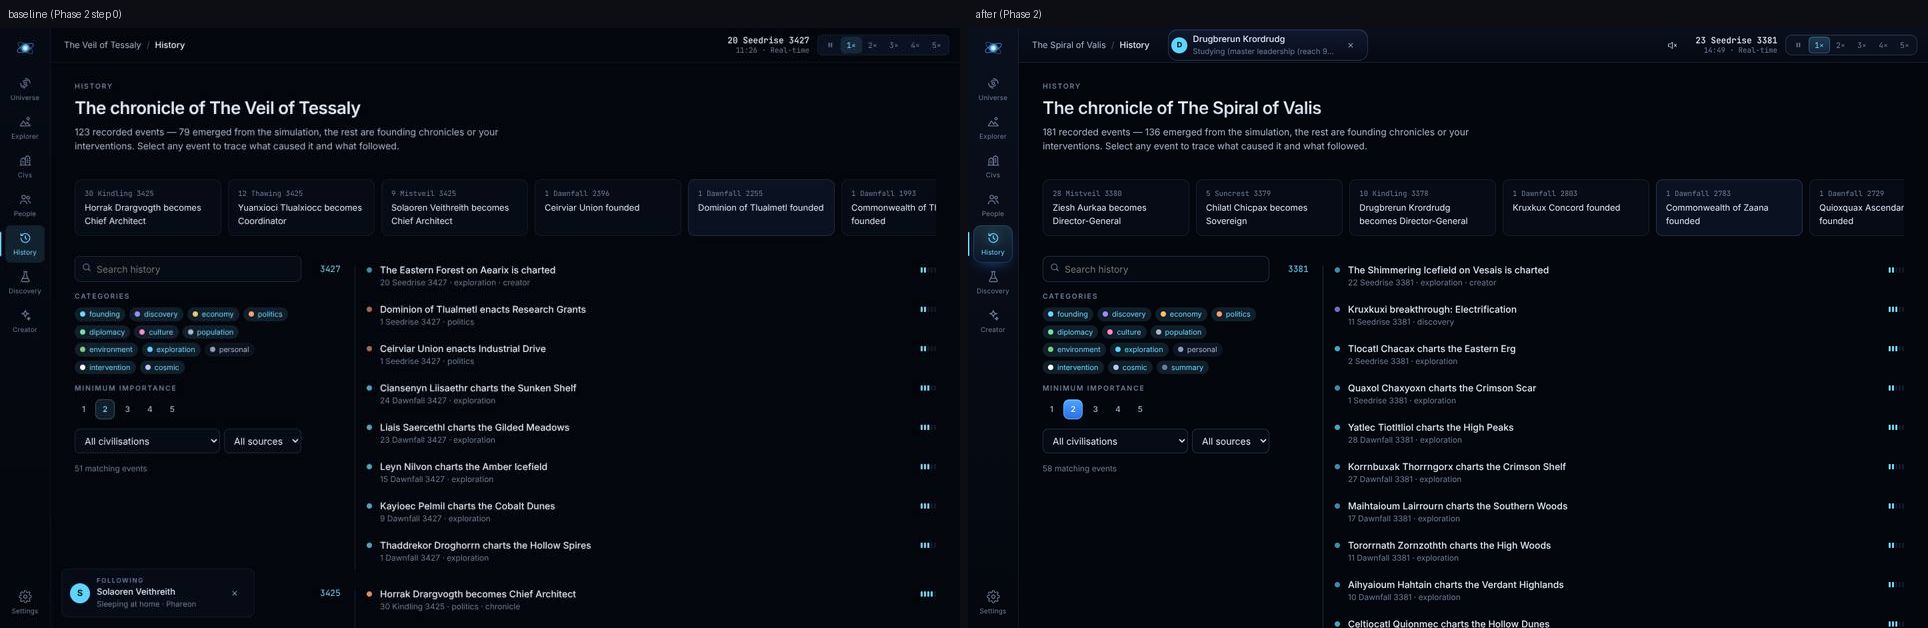 baseline (Phase 2 step 0)
The Veil of Tessaly / History
20 Seedrise 3427
11:26 · Real-time
1× 2× 3× 4× 5×
Universe
Explorer
Civs
People
History
Discovery
Creator
Settings
HISTORY
The chronicle of The Veil of Tessaly
123 recorded events — 79 emerged from the simulation, the rest are founding chronicles or your
interventions. Select any event to trace what caused it and what followed.
30 Kindling 3425
Horrak Drargvogth becomes
Chief Architect
12 Thawing 3425
Yuanxioci Tlualxiocc becomes
Coordinator
9 Mistveil 3425
Solaoren Veithreith becomes
Chief Architect
1 Dawnfall 2396
Ceirviar Union founded
1 Dawnfall 2255
Dominion of Tlualmetl founded
1 Dawnfall 1993
Commonwealth of Tl
founded
Search history
CATEGORIES
founding discovery economy politics
diplomacy culture population
environment exploration personal
intervention cosmic
MINIMUM IMPORTANCE
1 2 3 4 5
All civilisations All sources
51 matching events
3427
The Eastern Forest on Aearix is charted
20 Seedrise 3427 · exploration · creator
Dominion of Tlualmetl enacts Research Grants
1 Seedrise 3427 · politics
Ceirviar Union enacts Industrial Drive
1 Seedrise 3427 · politics
Ciansenyn Liisaethr charts the Sunken Shelf
24 Dawnfall 3427 · exploration
Liais Saercethl charts the Gilded Meadows
23 Dawnfall 3427 · exploration
Leyn Nilvon charts the Amber Icefield
15 Dawnfall 3427 · exploration
Kayioec Pelmil charts the Cobalt Dunes
9 Dawnfall 3427 · exploration
Thaddrekor Droghorrn charts the Hollow Spires
1 Dawnfall 3427 · exploration
3425
Horrak Drargvogth becomes Chief Architect
30 Kindling 3425 · politics · chronicle
S
FOLLOWING
Solaoren Veithreith
Sleeping at home · Phareon
×
after (Phase 2)
The Spiral of Valis / History
D
Drugbrerun Krordrudg
Studying (master leadership (reach 9...
×
23 Seedrise 3381
14:49 · Real-time
1× 2× 3× 4× 5×
Universe
Explorer
Civs
People
History
Discovery
Creator
Settings
HISTORY
The chronicle of The Spiral of Valis
181 recorded events — 136 emerged from the simulation, the rest are founding chronicles or your
interventions. Select any event to trace what caused it and what followed.
28 Mistveil 3380
Ziesh Aurkaa becomes
Director-General
5 Suncrest 3379
Chilatl Chicpax becomes
Sovereign
10 Kindling 3378
Drugbrerun Krordrudg
becomes Director-General
1 Dawnfall 2803
Kruxkux Concord founded
1 Dawnfall 2783
Commonwealth of Zaana
founded
1 Dawnfall 2729
Quioxquax Ascendar
founded
Search history
CATEGORIES
founding discovery economy politics
diplomacy culture population
environment exploration personal
intervention cosmic summary
MINIMUM IMPORTANCE
1 2 3 4 5
All civilisations All sources
58 matching events
3381
The Shimmering Icefield on Vesais is charted
22 Seedrise 3381 · exploration · creator
Kruxkuxi breakthrough: Electrification
11 Seedrise 3381 · discovery
Tlocatl Chacax charts the Eastern Erg
2 Seedrise 3381 · exploration
Quaxol Chaxyoxn charts the Crimson Scar
1 Seedrise 3381 · exploration
Yatlec Tiotltliol charts the High Peaks
28 Dawnfall 3381 · exploration
Korrnbuxak Thorrngorx charts the Crimson Shelf
27 Dawnfall 3381 · exploration
Maihtaioum Lairrourn charts the Southern Woods
17 Dawnfall 3381 · exploration
Tororrnath Zornzothth charts the High Woods
11 Dawnfall 3381 · exploration
Aihyaioum Hahtain charts the Verdant Highlands
10 Dawnfall 3381 · exploration
Celtiocatl Quionmec charts the Hollow Dunes